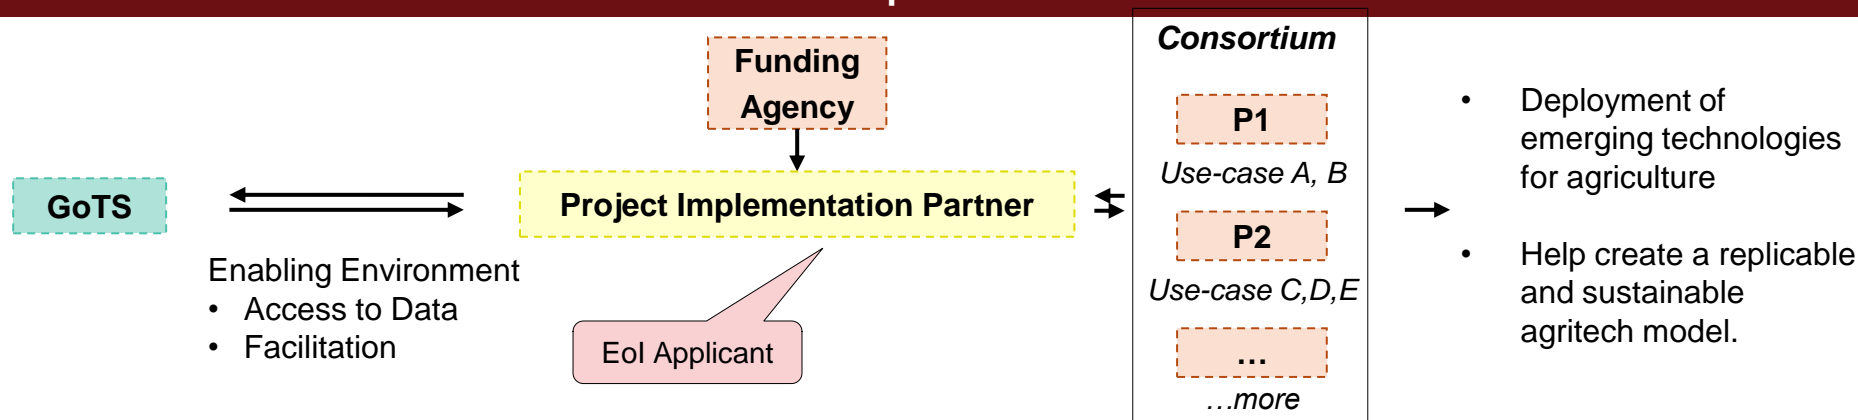 Funding
Agency
GoTS
Project Implementation Partner
Enabling Environment
• Access to Data
• Facilitation
EoI Applicant
Consortium
P1
Use-case A, B
P2
Use-case C,D,E
...
...more
• Deployment of
emerging technologies
for agriculture
• Help create a replicable
and sustainable
agritech model.